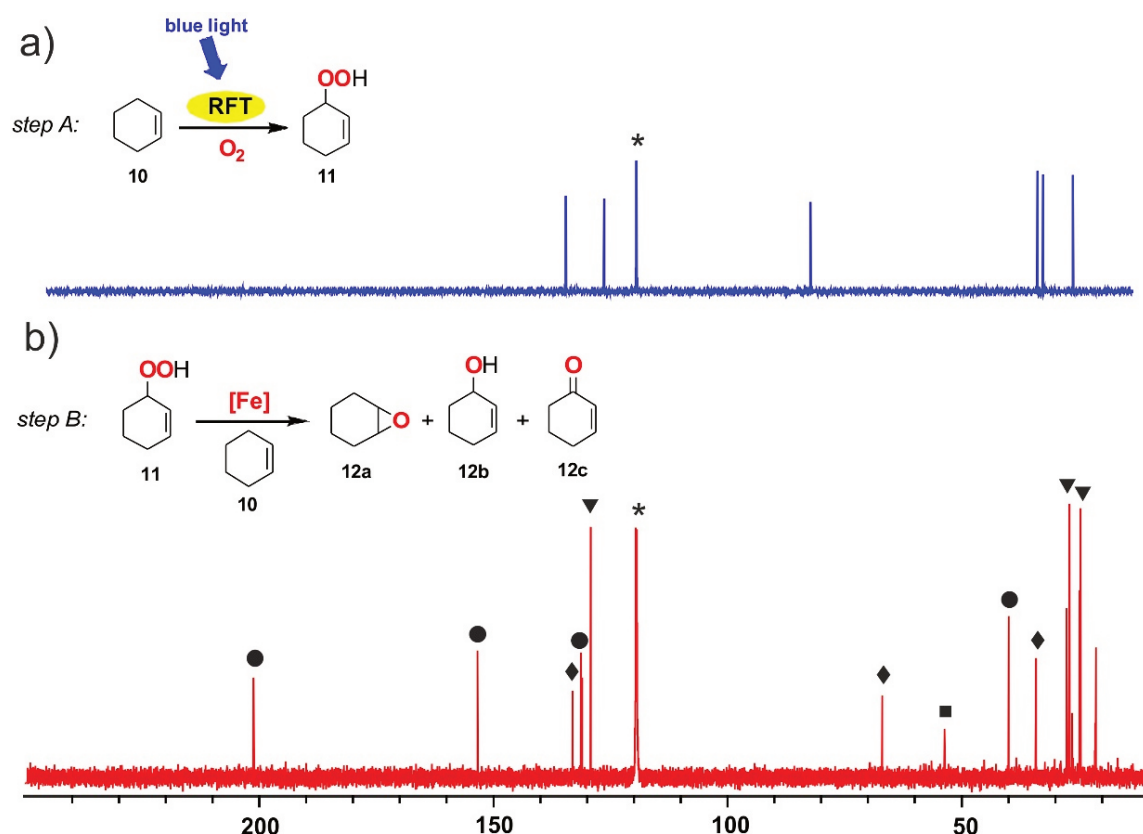 a)
blue light
step A:
RFT
O2
OOH
10
11
*
b)
step B:
OOH
[Fe]
O
OH
O
+
+
11
10
12a
12b
12c
*
200
150
100
50